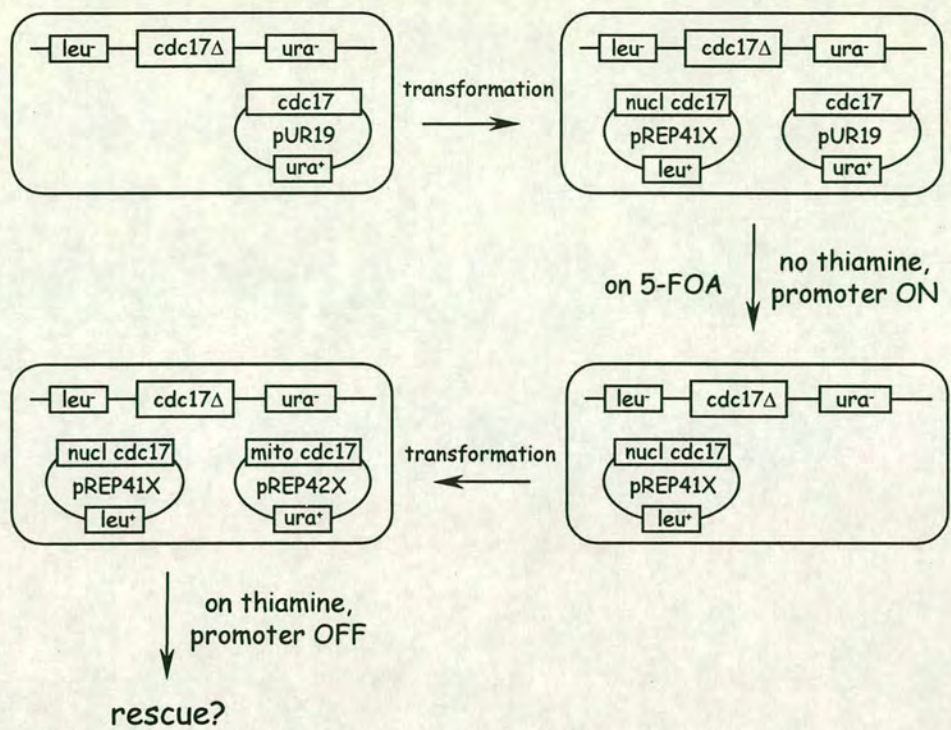 leu⁻ cdc17Δ ura⁻
cdc17
pUR19
ura⁺
transformation
leu⁻ cdc17Δ ura⁻
nucl cdc17 cdc17
pREP41X pUR19
leu⁺ ura⁺
on 5-FOA
no thiamine,
promoter ON
leu⁻ cdc17Δ ura⁻
nucl cdc17
pREP41X
leu⁺
transformation
leu⁻ cdc17Δ ura⁻
nucl cdc17 mito cdc17
pREP41X pREP42X
leu⁺ ura⁺
on thiamine,
promoter OFF
rescue?